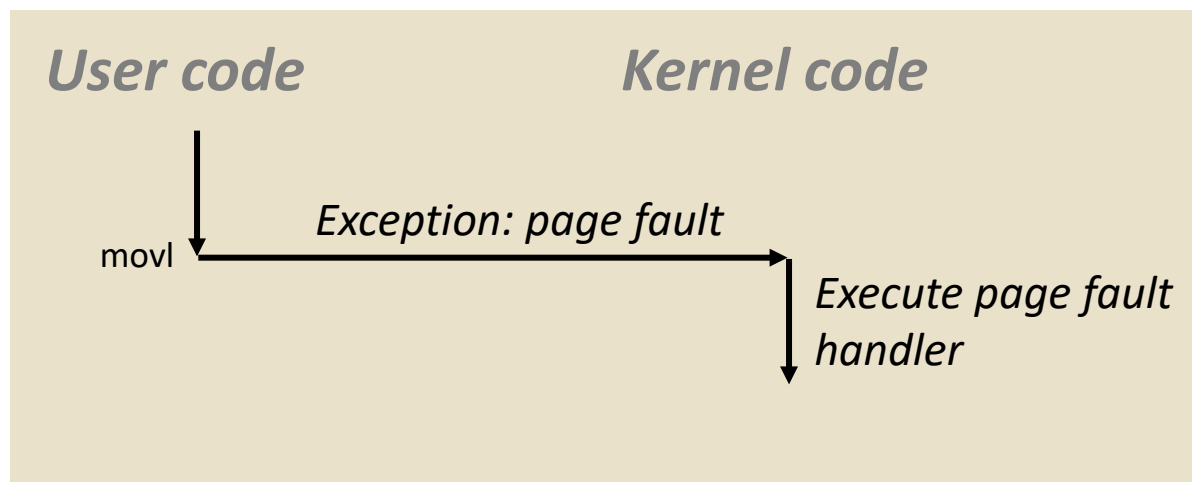 User code
Kernel code
Exception: page fault
movl
Execute page fault
handler